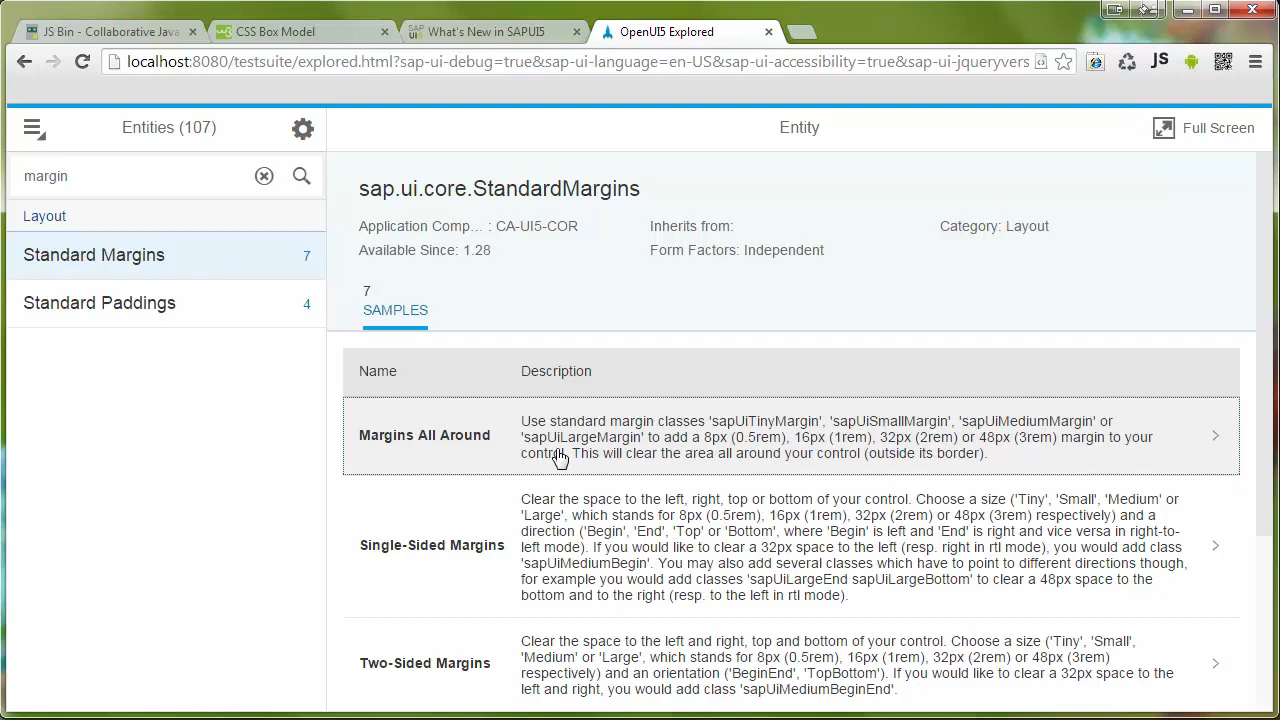 JS Bin - Collaborative Java
CSS Box Model
What's New in SAPUI5
OpenUI5 Explored
localhost:8080/testsuite/explored.html?sap-ui-debug=true&sap-ui-language=en-US&sap-ui-accessibility=true&sap-ui-jqueryvers
JS
Entities (107)
Entity
Full Screen
margin
Layout
Standard Margins 7
Standard Paddings 4
sap.ui.core.StandardMargins
Application Comp... : CA-UI5-COR
Inherits from:
Category: Layout
Available Since: 1.28
Form Factors: Independent
7
SAMPLES
Name
Description
Margins All Around
Use standard margin classes 'sapUiTinyMargin', 'sapUiSmallMargin', 'sapUiMediumMargin' or
'sapUiLargeMargin' to add a 8px (0.5rem), 16px (1rem), 32px (2rem) or 48px (3rem) margin to your
control. This will clear the area all around your control (outside its border).
Single-Sided Margins
Clear the space to the left, right, top or bottom of your control. Choose a size ('Tiny', 'Small', 'Medium' or
'Large', which stands for 8px (0.5rem), 16px (1rem), 32px (2rem) or 48px (3rem) respectively) and a
direction ('Begin', 'End', 'Top' or 'Bottom', where 'Begin' is left and 'End' is right and vice versa in right-to-
left mode). If you would like to clear a 32px space to the left (resp. right in rtl mode), you would add class
'sapUiMediumBegin'. You may also add several classes which have to point to different directions though,
for example you would add classes 'sapUiLargeEnd sapUiLargeBottom' to clear a 48px space to the
bottom and to the right (resp. to the left in rtl mode).
Two-Sided Margins
Clear the space to the left and right, top and bottom of your control. Choose a size ('Tiny', 'Small',
'Medium' or 'Large', which stands for 8px (0.5rem), 16px (1rem), 32px (2rem) or 48px (3rem)
respectively) and an orientation ('BeginEnd', 'TopBottom'). If you would like to clear a 32px space to the
left and right, you would add class 'sapUiMediumBeginEnd'.